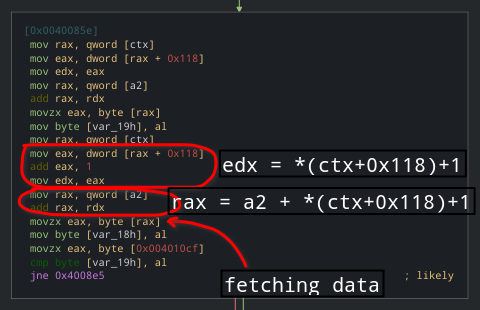 [0x0040085e]
mov rax, qword [ctx]
mov eax, dword [rax + 0x118]
mov edx, eax
mov rax, qword [a2]
add rax, rdx
movzx eax, byte [rax]
mov byte [var_19h], al
mov rax, qword [ctx]
mov eax, dword [rax + 0x118]
add eax, 1
mov edx, eax
edx = *(ctx+0x118)+1
mov rax, qword [a2]
add rax, rdx
rax = a2 + *(ctx+0x118)+1
movzx eax, byte [rax]
mov byte [var_18h], al
movzx eax, byte [0x004010cf]
cmp byte [var_19h], al
jne 0x4008e5 ; likely
fetching data